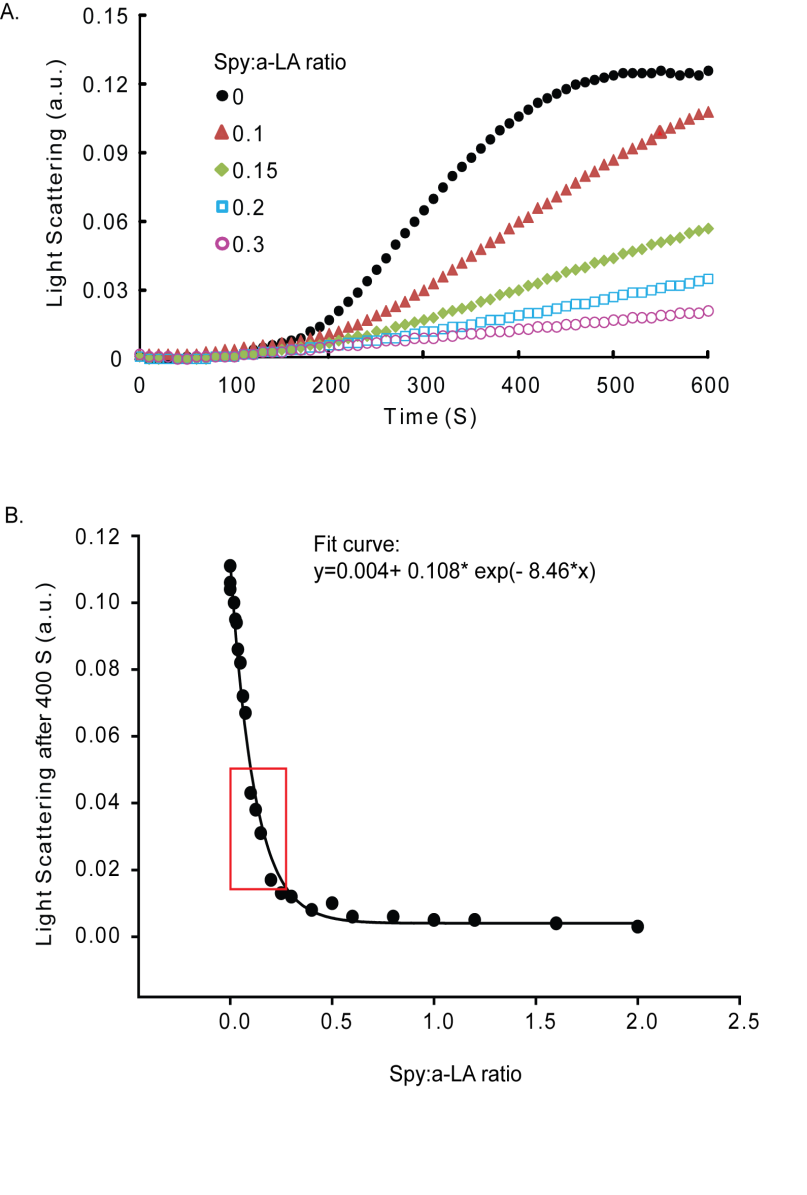 A.
0.15
0.12
0.09
0.06
0.03
0
Light Scattering (a.u.)
Spy:a-LA ratio
0
0.1
0.15
0.2
0.3
0 100 200 300 400 500 600
Time (S)
B.
0.12
0.10
0.08
0.06
0.04
0.02
0.00
Light Scattering after 400 S (a.u.)
Fit curve:
y=0.004+ 0.108* exp(- 8.46*x)
0.0 0.5 1.0 1.5 2.0 2.5
Spy:a-LA ratio